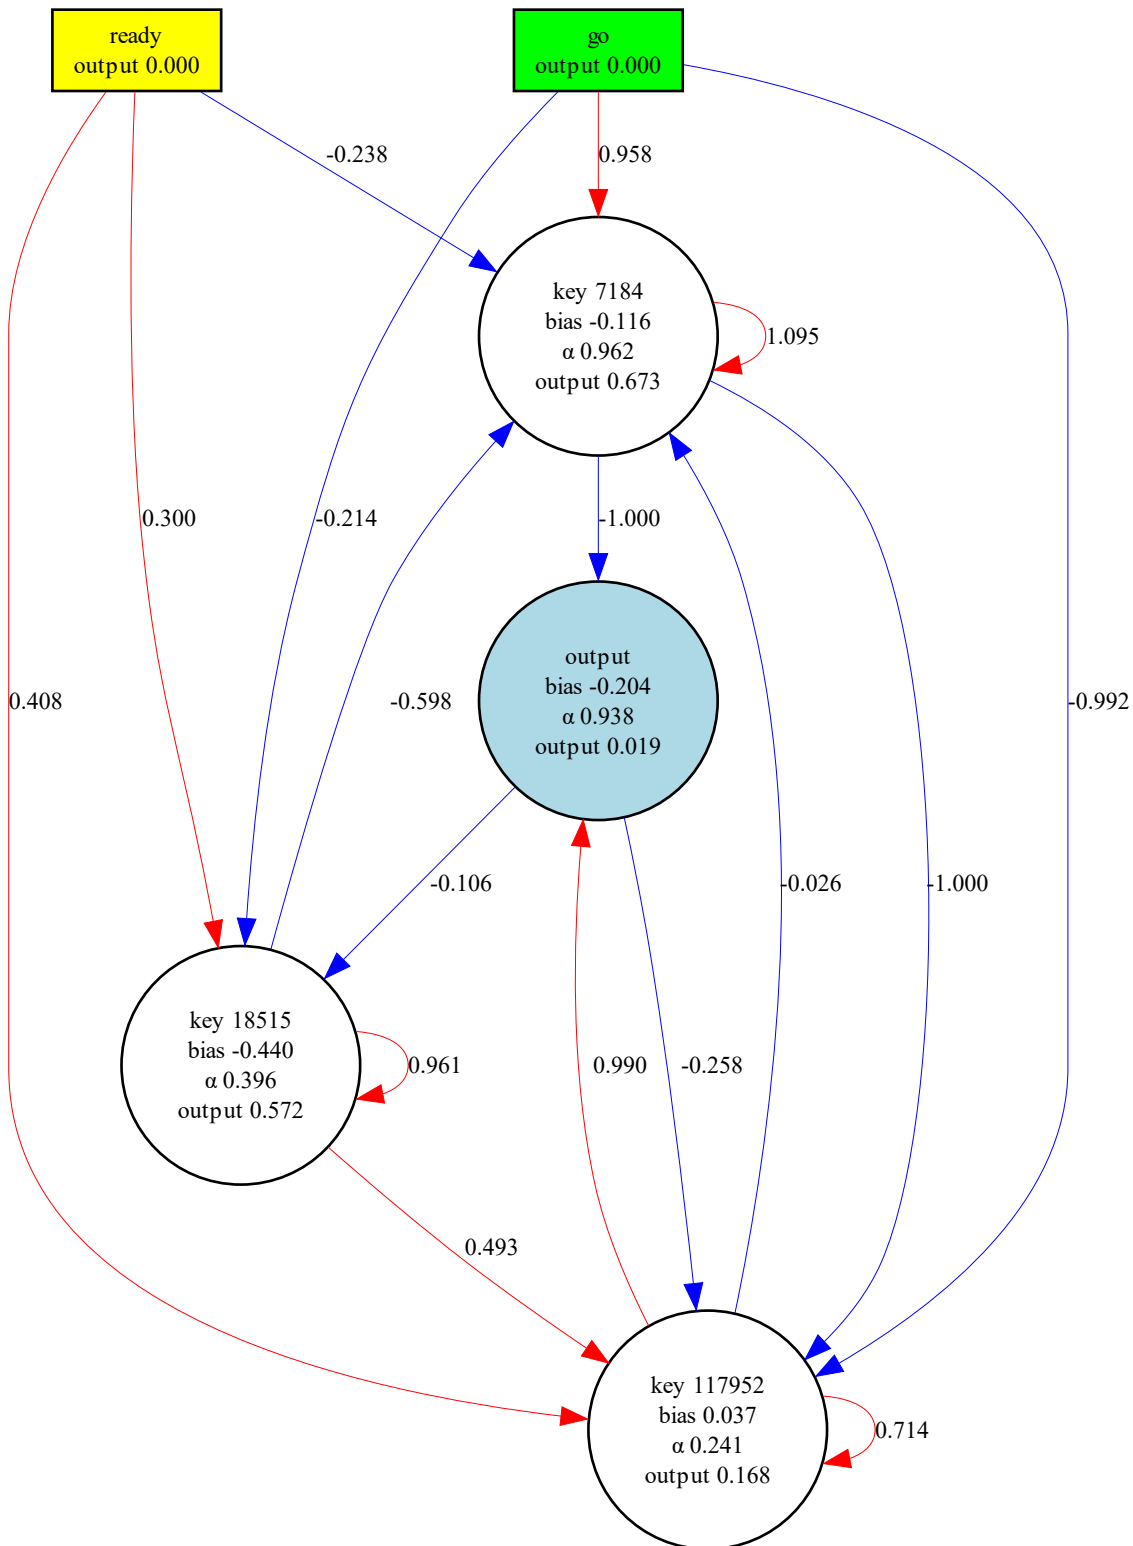 ready
output 0.000
go
output 0.000
-0.238
0.958
key 7184
bias -0.116
α 0.962
output 0.673
1.095
0.300
-0.214
-1.000
output
bias -0.204
α 0.938
output 0.019
0.408
-0.598
-0.992
-0.106
-0.026
-1.000
key 18515
bias -0.440
α 0.396
output 0.572
0.961
0.990
-0.258
0.493
key 117952
bias 0.037
α 0.241
output 0.168
0.714